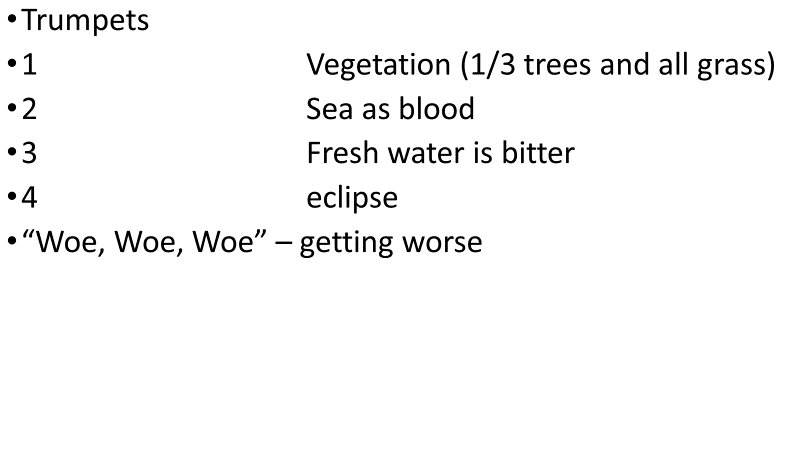 •Trumpets
•1 Vegetation (1/3 trees and all grass)
•2 Sea as blood
•3 Fresh water is bitter
•4 eclipse
•“Woe, Woe, Woe” – getting worse